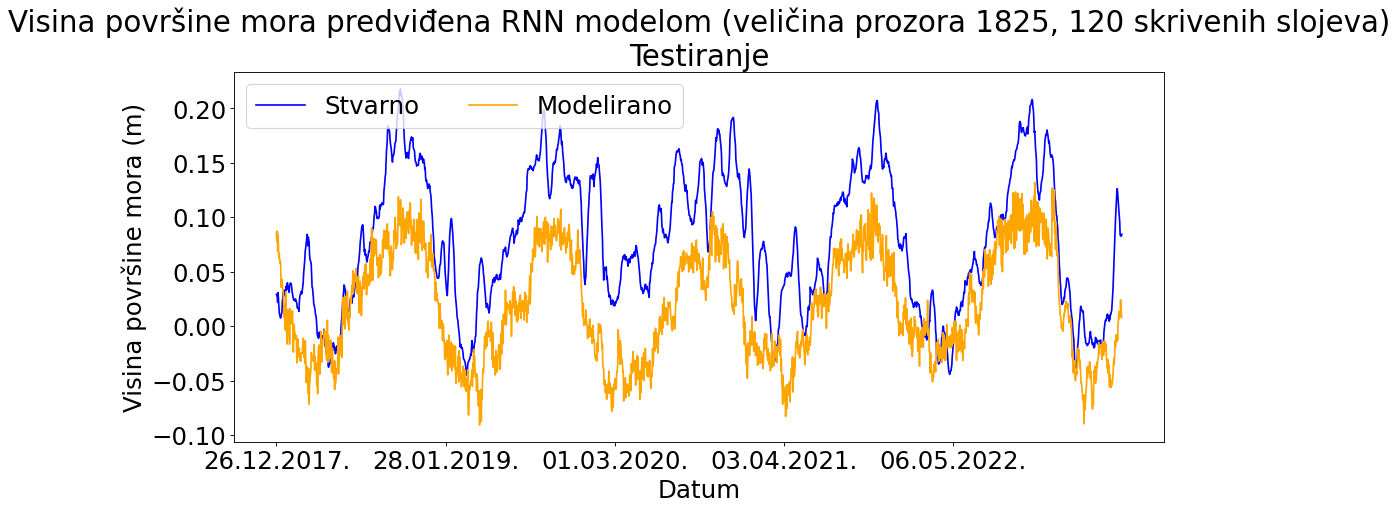 Visina površine mora predviđena RNN modelom (veličina prozora 1825, 120 skrivenih slojeva)
Testiranje
Stvarno Modelirano
Visina površine mora (m)
0.20
0.15
0.10
0.05
0.00
−0.05
−0.10
26.12.2017. 28.01.2019. 01.03.2020. 03.04.2021. 06.05.2022.
Datum